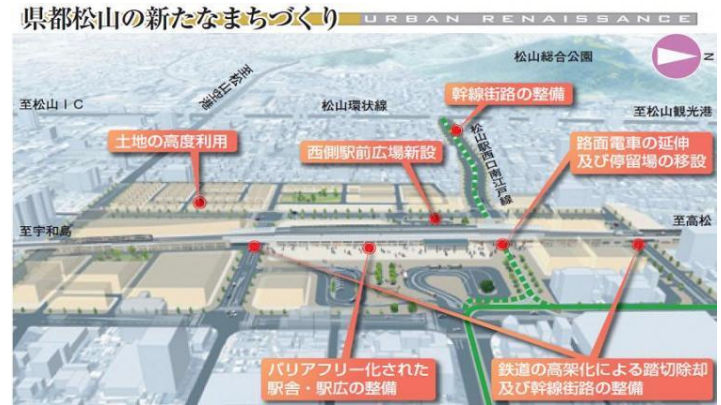 県都松山の新たなまちづくり
URBAN RENAISSANCE
松山総合公園
N
至松山空港
至松山IC
松山環状線
幹線街路の整備
至松山観光港
土地の高度利用
西側駅前広場新設
松山駅西口南江戸線
路面電車の延伸
及び停留場の移設
至宇和島
至高松
バリアフリー化された
駅舎・駅広の整備
鉄道の高架化による踏切除却
及び幹線街路の整備